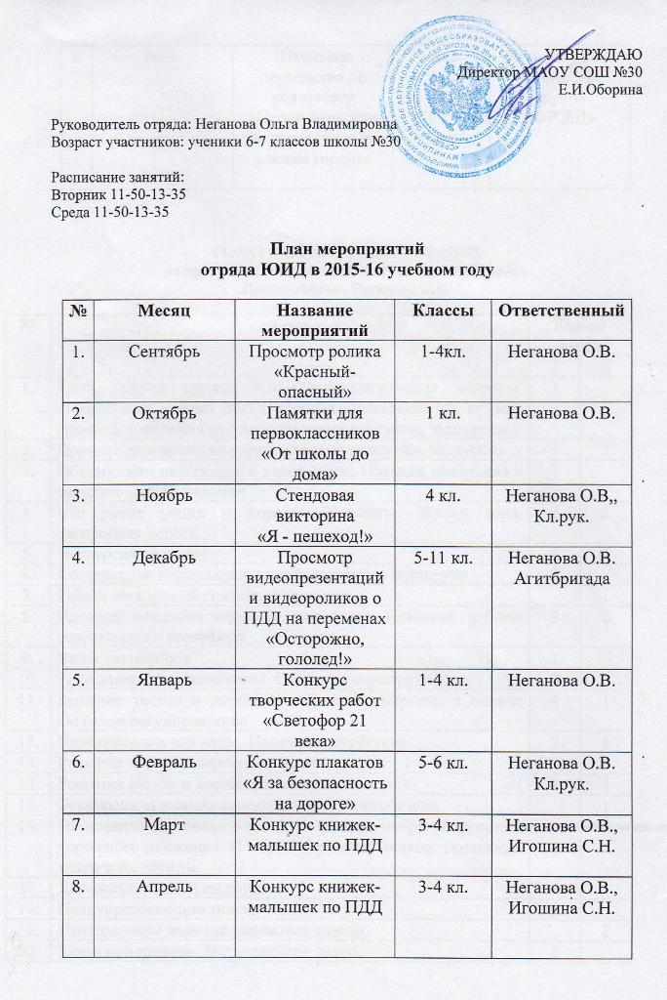 УТВЕРЖДАЮ
Директор МАОУ СОШ №30
Е.И.Оборина
Руководитель отряда: Неганова Ольга Владимировна
Возраст участников: ученики 6-7 классов школы №30
Расписание занятий:
Вторник 11-50-13-35
Среда 11-50-13-35
План мероприятий
отряда ЮИД в 2015-16 учебном году
№ Месяц Название Классы Ответственный
мероприятий
1. Сентябрь Просмотр ролика 1-4кл. Неганова О.В.
«Красный-
опасный»
2. Октябрь Памятки для 1 кл. Неганова О.В.
первоклассников
«От школы до
дома»
3. Ноябрь Стендовая 4 кл. Неганова О.В,,
викторина Кл.рук.
«Я - пешеход!»
4. Декабрь Просмотр 5-11 кл. Неганова О.В.
видеопрезентаций Агитбригада
и видеороликов о
ПДД на переменах
«Осторожно,
гололед!»
5. Январь Конкурс 1-4 кл. Неганова О.В.
творческих работ
«Светофор 21
века»
6. Февраль Конкурс плакатов 5-6 кл. Неганова О.В.
«Я за безопасность Кл.рук.
на дороге»
7. Март Конкурс книжек- 3-4 кл. Неганова О.В.,
малышек по ПДД Игошина С.Н.
8. Апрель Конкурс книжек- 3-4 кл. Неганова О.В.,
малышек по ПДД Игошина С.Н.